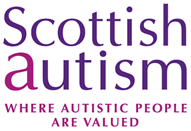 Scottish
autism
WHERE AUTISTIC PEOPLE
ARE VALUED